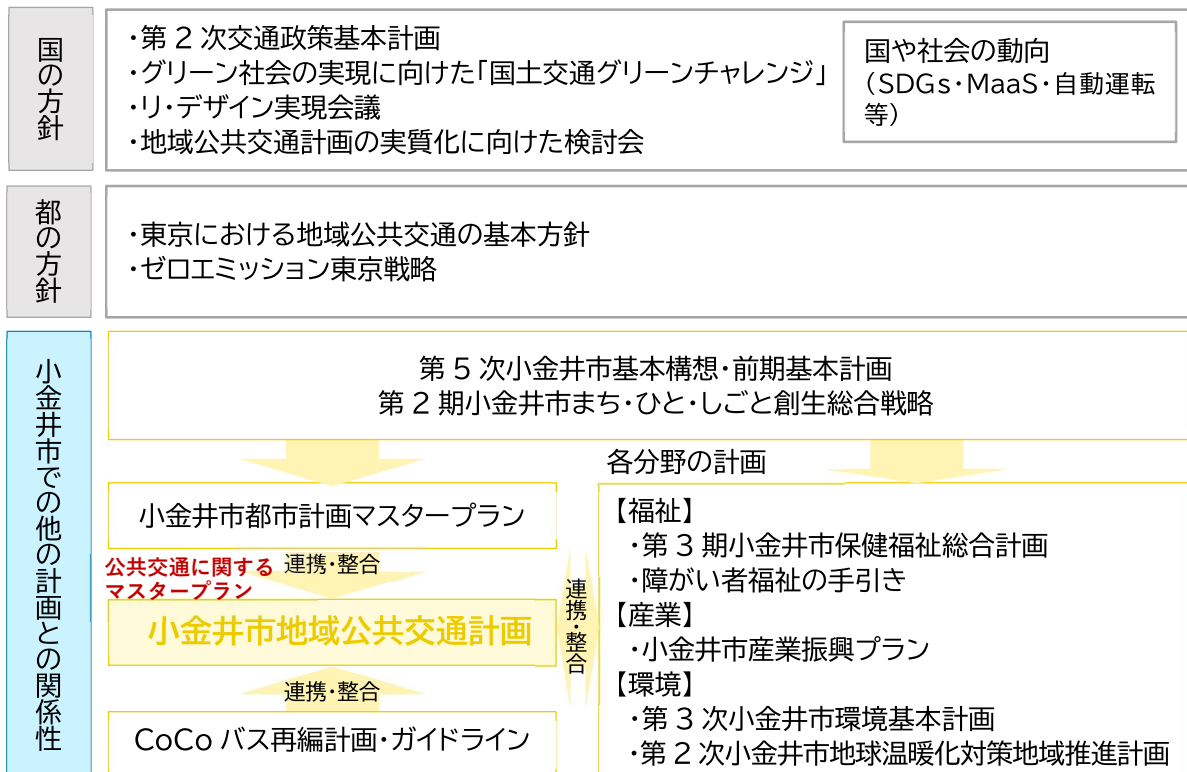 国の方針
・第２次交通政策基本計画
・グリーン社会の実現に向けた「国土交通グリーンチャレンジ」
・リ・デザイン実現会議
・地域公共交通計画の実質化に向けた検討会
国や社会の動向
（SDGs・MaaS・自動運転
等）
都の方針
・東京における地域公共交通の基本方針
・ゼロエミッション東京戦略
小金井市での他の計画との関係性
第５次小金井市基本構想・前期基本計画
第２期小金井市まち・ひと・しごと創生総合戦略
小金井市都市計画マスタープラン
連携・整合
公共交通に関する
マスタープラン
小金井市地域公共交通計画
連携・整合
CoCoバス再編計画・ガイドライン
連携・整合
各分野の計画
【福祉】
・第３期小金井市保健福祉総合計画
・障がい者福祉の手引き
【産業】
・小金井市産業振興プラン
【環境】
・第３次小金井市環境基本計画
・第２次小金井市地球温暖化対策地域推進計画